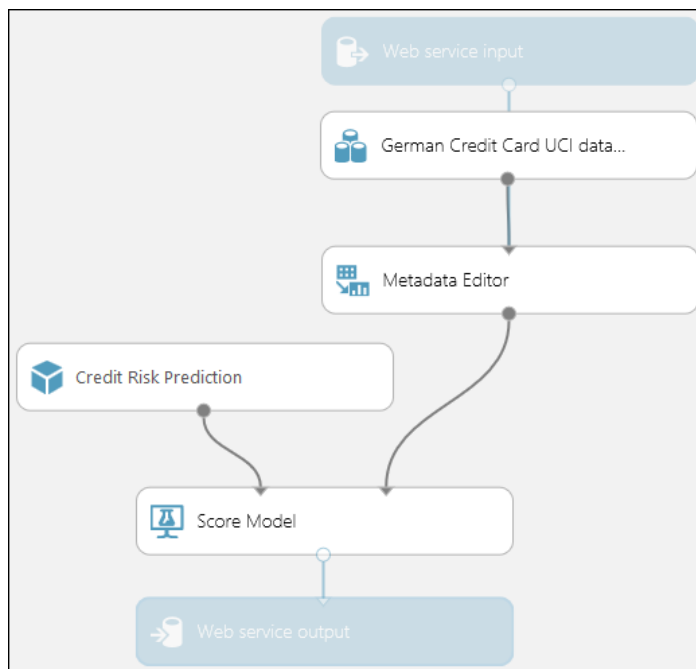 Web service input
German Credit Card UCI data...
Metadata Editor
Credit Risk Prediction
Score Model
Web service output